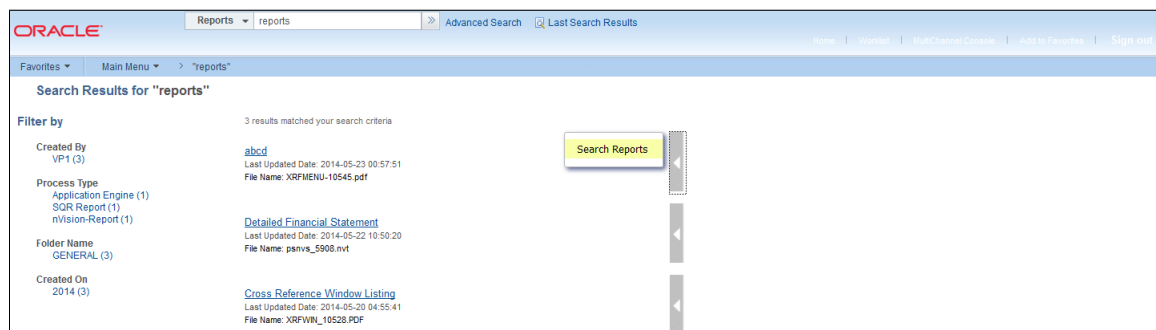 ORACLE
Reports reports » Advanced Search Last Search Results
Home | Worklist | MultiChannel Console | Add to Favorites | Sign out
Favorites Main Menu > "reports"
Search Results for "reports"
Filter by
3 results matched your search criteria
Created By
VP1 (3)
Process Type
Application Engine (1)
SQR Report (1)
nVision-Report (1)
Folder Name
GENERAL (3)
Created On
2014 (3)
abcd
Last Updated Date: 2014-05-23 00:57:51
File Name: XRFMENU-10545.pdf
Search Reports
Detailed Financial Statement
Last Updated Date: 2014-05-22 10:50:20
File Name: psnvs_5908.nvt
Cross Reference Window Listing
Last Updated Date: 2014-05-20 04:55:41
File Name: XRFWIN_10528.PDF